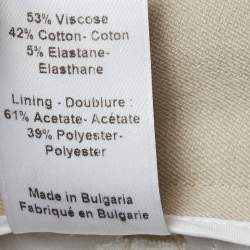 53% Viscose
42% Cotton- Coton
5% Elastane-
Elasthane
Lining - Doublure :
61% Acetate- Acétate
39% Polyester-
Polyester
Made in Bulgaria
Fabriqué en Bulgarie